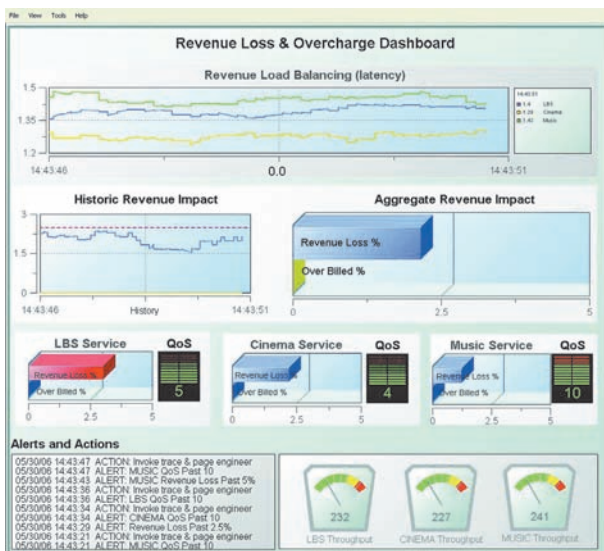 File View Tools Help
Revenue Loss & Overcharge Dashboard
Revenue Load Balancing (latency)
1.5
1.35
1.2
14:43:46 0.0 14:43:51
14:43:51
1.4 LBS
Cinema
Music
Historic Revenue Impact
3
1.5
0
14:43:46 History 14:43:51
Aggregate Revenue Impact
Revenue Loss %
Over Billed %
0 2.5 5
LBS Service QoS
Revenue Loss %
Over Billed %
5
0 2.5 5
Cinema Service QoS
Revenue Loss %
Over Billed %
4
0 2.5 5
Music Service QoS
Revenue Loss %
Over Billed %
10
0 2.5 5
Alerts and Actions
05/30/06 14:43:47 ACTION: Invoke trace & page engineer
05/30/06 14:43:47 ALERT: MUSIC QoS Past 10
05/30/06 14:43:43 ALERT: MUSIC Revenue Loss Past 5%
05/30/06 14:43:36 ACTION: Invoke trace & page engineer
05/30/06 14:43:36 ALERT: LBS QoS Past 10
05/30/06 14:43:34 ACTION: Invoke trace & page engineer
05/30/06 14:43:34 ALERT: CINEMA QoS Past 10
05/30/06 14:43:29 ALERT: Revenue Loss Past 2.5%
05/30/06 14:43:21 ACTION: Invoke trace & page engineer
05/30/06 14:43:21 ALERT: MUSIC QoS Past 10
232
LBS Throughput
227
CINEMA Throughput
241
MUSIC Throughput